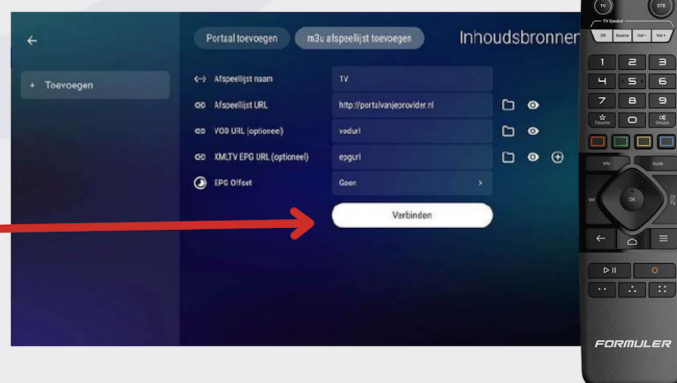 Portaal toevoegen m3u afspeellijst toevoegen Inhoudsbronnen
+ Toevoegen
Afspeellijst naam TV
Afspeellijst URL http://portalvanjeprovider.nl
VOD URL (optioneel) vodurl
XMLTV EPG URL (optioneel) epgurl
EPG Offset Geen
Verbinden
TV STB
TV Control
OK Source Vol- Vol+
1 2 3
4 5 6
7 8 9
Favorite 0
Info Guide
OK
FORMULER